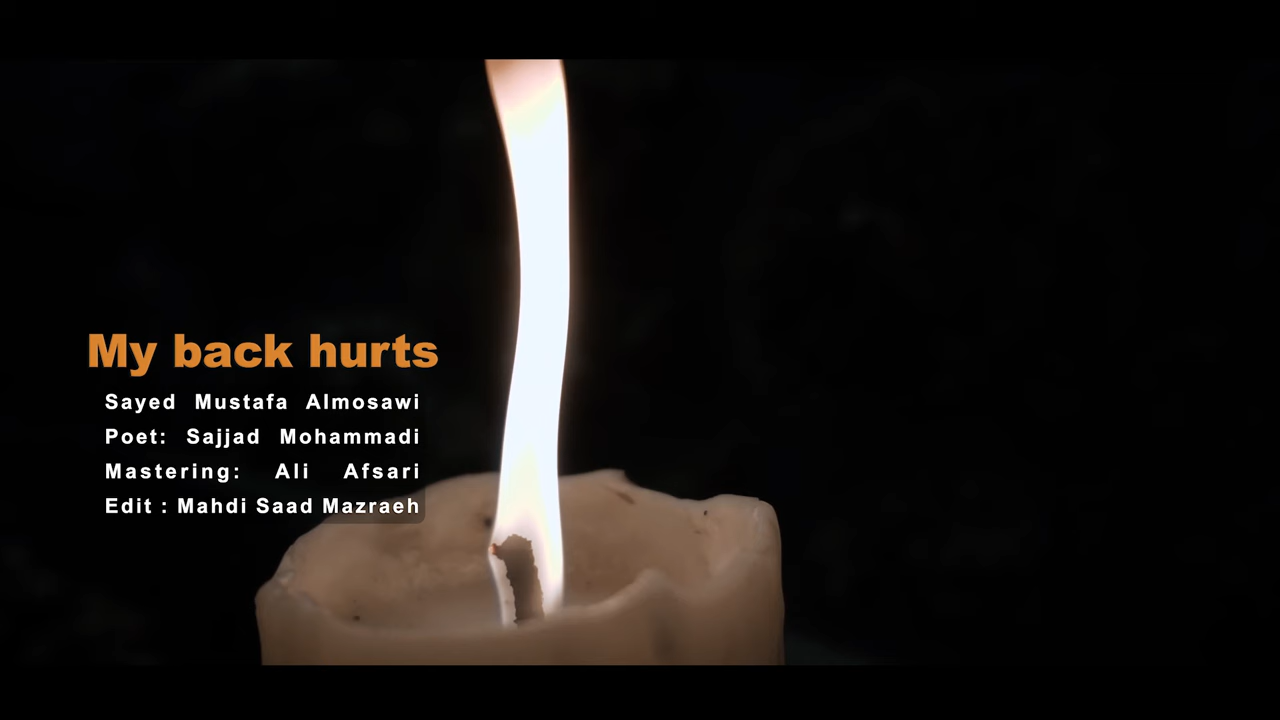 My back hurts
Sayed Mustafa Almosawi
Poet: Sajjad Mohammadi
Mastering: Ali Afsari
Edit : Mahdi Saad Mazraeh